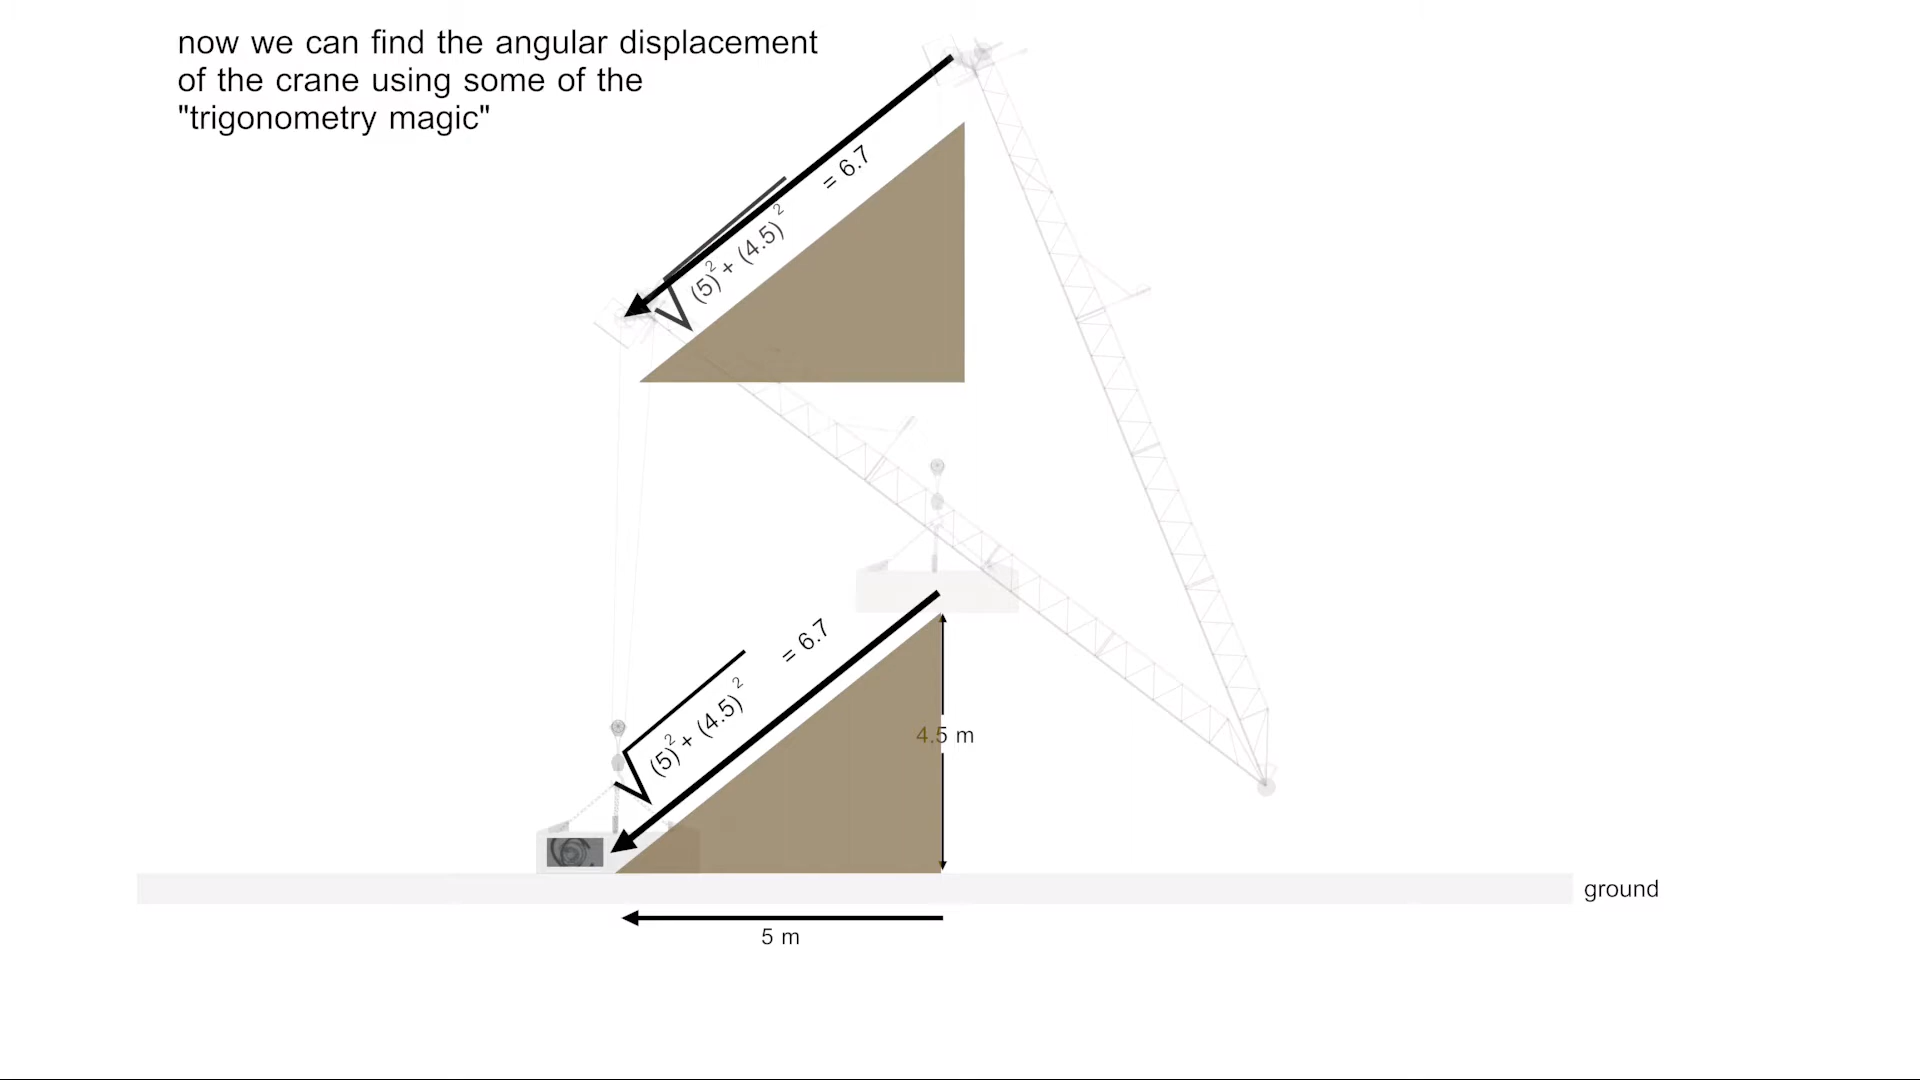 now we can find the angular displacement
of the crane using some of the
"trigonometry magic"
√(5)² + (4.5)² = 6.7
√(5)² + (4.5)² = 6.7
4.5 m
ground
5 m